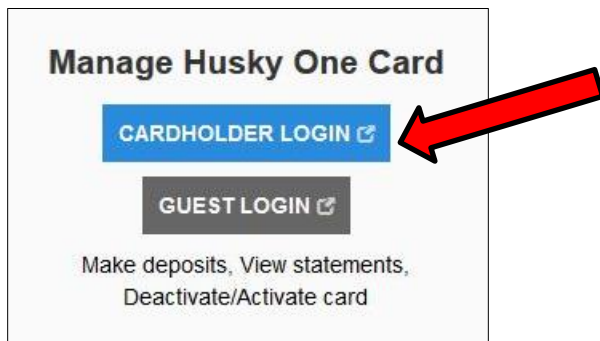 Manage Husky One Card
CARDHOLDER LOGIN
GUEST LOGIN
Make deposits, View statements,
Deactivate/Activate card